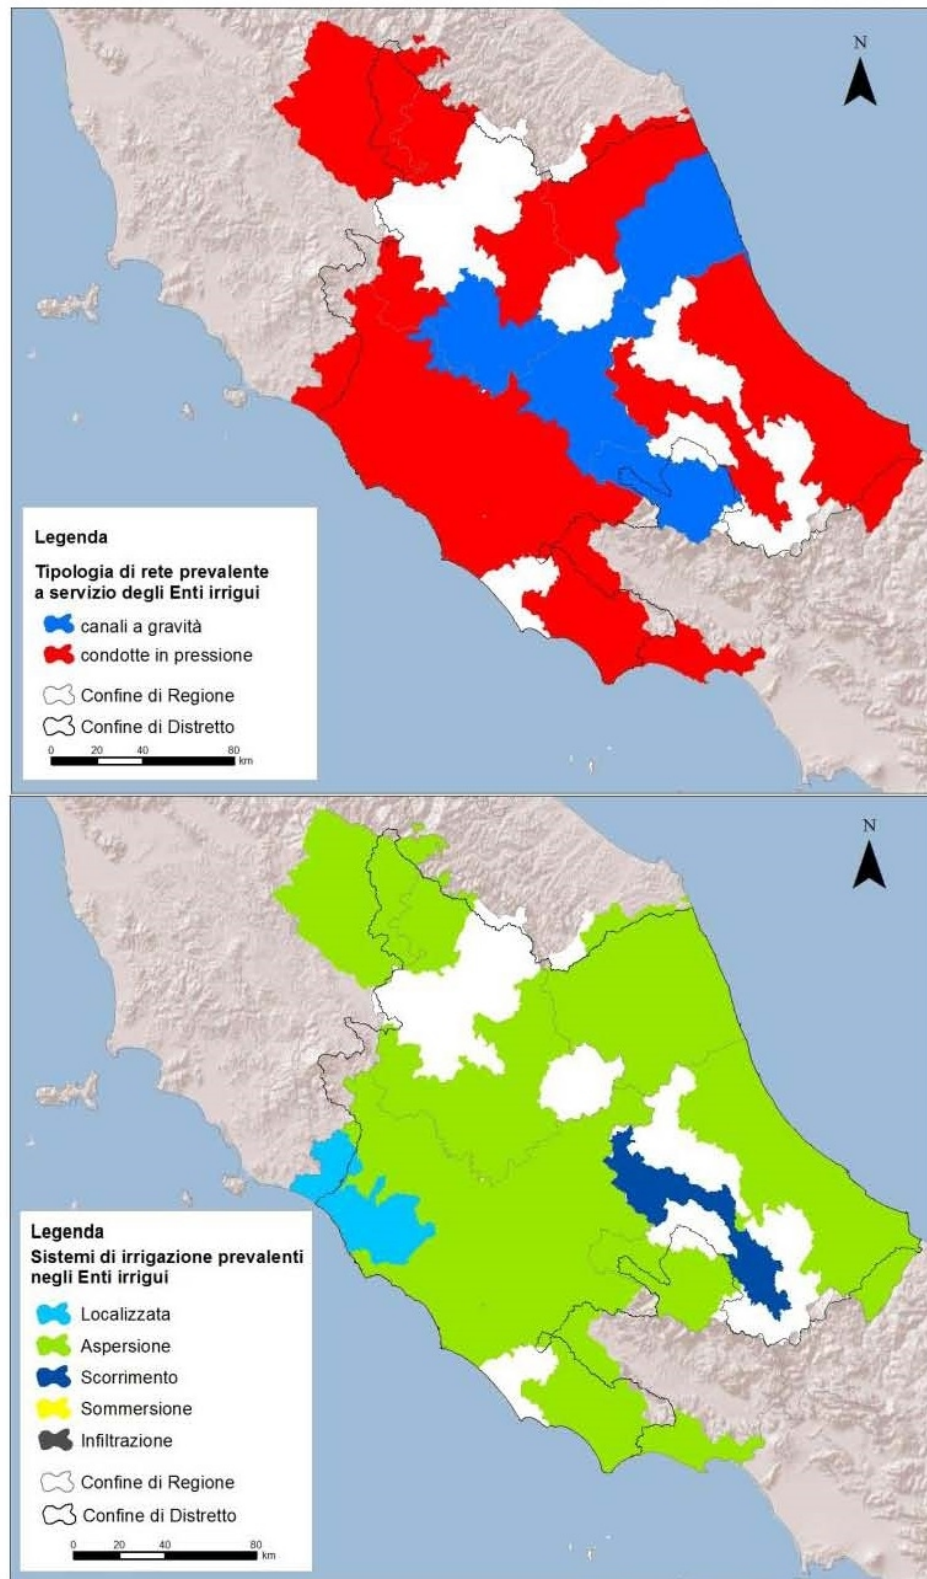 N
Legenda
Tipologia di rete prevalente
a servizio degli Enti irrigui
canali a gravità
condotte in pressione
Confine di Regione
Confine di Distretto
0 20 40 80
km
N
Legenda
Sistemi di irrigazione prevalenti
negli Enti irrigui
Localizzata
Aspersione
Scorrimento
Sommersione
Infiltrazione
Confine di Regione
Confine di Distretto
0 20 40 80
km